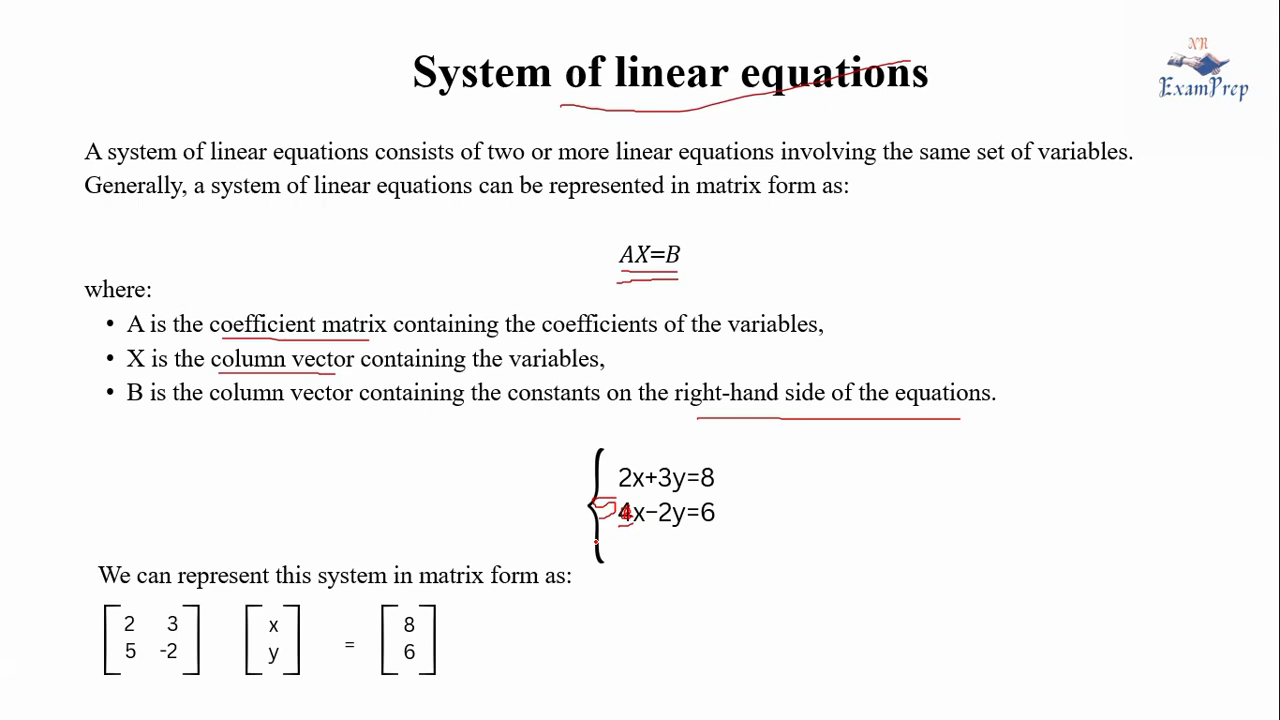 System of linear equations
NR
ExamPrep
A system of linear equations consists of two or more linear equations involving the same set of variables.
Generally, a system of linear equations can be represented in matrix form as:
AX=B
where:
• A is the coefficient matrix containing the coefficients of the variables,
• X is the column vector containing the variables,
• B is the column vector containing the constants on the right-hand side of the equations.
2x+3y=8
5 4x−2y=6
We can represent this system in matrix form as:
2 3 x = 8
5 -2 y 6